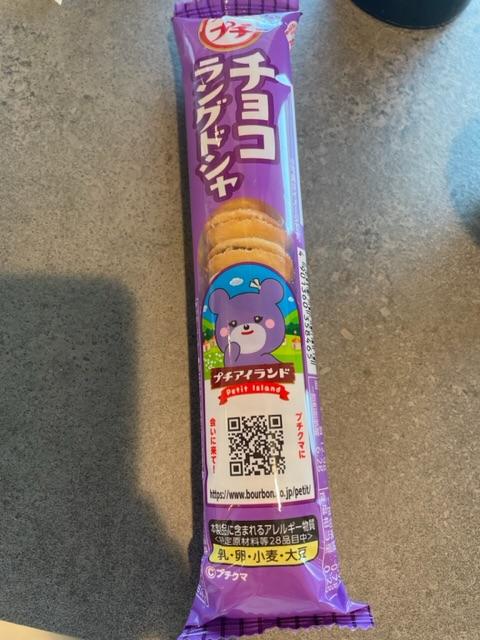 プチ
チョコ
ラングドシャ
プチアイランド
Petit Island
プチクマに
会いに来て!
https://www.bourbon.co.jp/petit/
本製品に含まれるアレルギー物質
<特定原材料等28品目中>
乳・卵・小麦・大豆
©プチクマ